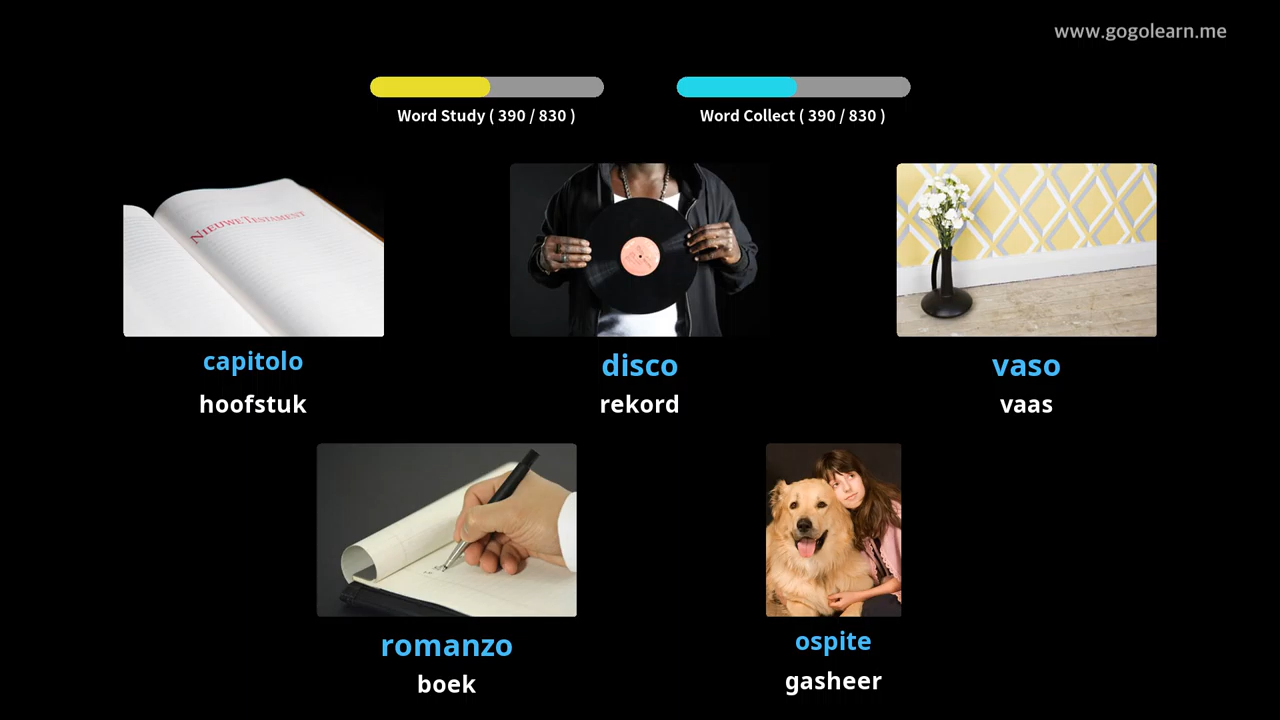 www.gogolearn.me
Word Study ( 390 / 830 )
Word Collect ( 390 / 830 )
NIEUWE TESTAMENT
capitolo
hoofstuk
disco
rekord
vaso
vaas
romanzo
boek
ospite
gasheer